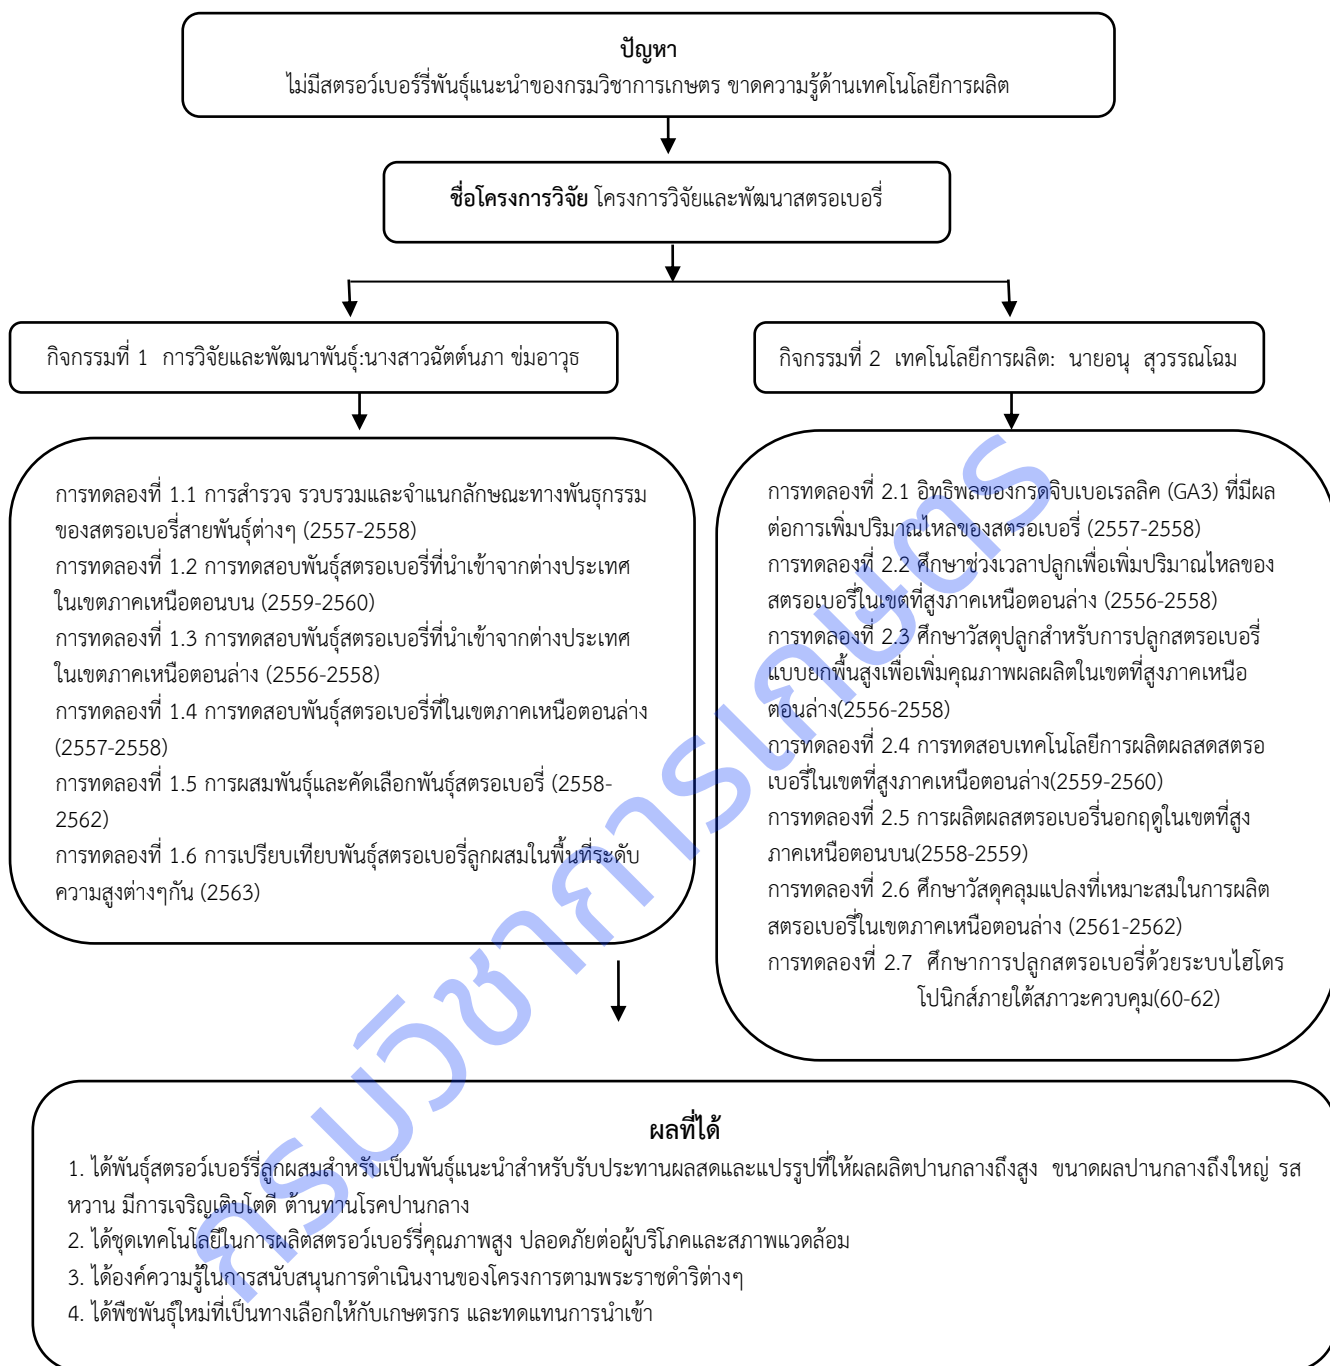 ปัญหา
ไม่มีสตรอว์เบอร์รี่พันธุ์แนะนำของกรมวิชาการเกษตร ขาดความรู้ด้านเทคโนโลยีการผลิต
ชื่อโครงการวิจัย โครงการวิจัยและพัฒนาสตรอเบอรี่
กิจกรรมที่ 1 การวิจัยและพัฒนาพันธุ์:นางสาวฉัตต์นภา ข่มอาวุธ
การทดลองที่ 1.1 การสำรวจ รวบรวมและจำแนกลักษณะทางพันธุกรรม
ของสตรอเบอรี่สายพันธุ์ต่างๆ (2557-2558)
การทดลองที่ 1.2 การทดสอบพันธุ์สตรอเบอรี่ที่นำเข้าจากต่างประเทศ
ในเขตภาคเหนือตอนบน (2559-2560)
การทดลองที่ 1.3 การทดสอบพันธุ์สตรอเบอรี่ที่นำเข้าจากต่างประเทศ
ในเขตภาคเหนือตอนล่าง (2556-2558)
การทดลองที่ 1.4 การทดสอบพันธุ์สตรอเบอรี่ที่ในเขตภาคเหนือตอนล่าง
(2557-2558)
การทดลองที่ 1.5 การผสมพันธุ์และคัดเลือกพันธุ์สตรอเบอรี่ (2558-
2562)
การทดลองที่ 1.6 การเปรียบเทียบพันธุ์สตรอเบอรี่ลูกผสมในพื้นที่ระดับ
ความสูงต่างๆกัน (2563)
กิจกรรมที่ 2 เทคโนโลยีการผลิต: นายอนุ สุวรรณโฉม
การทดลองที่ 2.1 อิทธิพลของกรดจิบเบอเรลลิค (GA3) ที่มีผล
ต่อการเพิ่มปริมาณไหลของสตรอเบอรี่ (2557-2558)
การทดลองที่ 2.2 ศึกษาช่วงเวลาปลูกเพื่อเพิ่มปริมาณไหลของ
สตรอเบอรี่ในเขตที่สูงภาคเหนือตอนล่าง (2556-2558)
การทดลองที่ 2.3 ศึกษาวัสดุปลูกสำหรับการปลูกสตรอเบอรี่
แบบยกพื้นสูงเพื่อเพิ่มคุณภาพผลผลิตในเขตที่สูงภาคเหนือ
ตอนล่าง(2556-2558)
การทดลองที่ 2.4 การทดสอบเทคโนโลยีการผลิตผลสดสตรอ
เบอรี่ในเขตที่สูงภาคเหนือตอนล่าง(2559-2560)
การทดลองที่ 2.5 การผลิตผลสตรอเบอรี่นอกฤดูในเขตที่สูง
ภาคเหนือตอนบน(2558-2559)
การทดลองที่ 2.6 ศึกษาวัสดุคลุมแปลงที่เหมาะสมในการผลิต
สตรอเบอรี่ในเขตภาคเหนือตอนล่าง (2561-2562)
การทดลองที่ 2.7 ศึกษาการปลูกสตรอเบอรี่ด้วยระบบไฮโดร
โปนิกส์ภายใต้สภาวะควบคุม(60-62)
ผลที่ได้
1. ได้พันธุ์สตรอว์เบอร์รี่ลูกผสมสำหรับเป็นพันธุ์แนะนำสำหรับรับประทานผลสดและแปรรูปที่ให้ผลผลิตปานกลางถึงสูง ขนาดผลปานกลางถึงใหญ่ รส
หวาน มีการเจริญเติบโตดี ต้านทานโรคปานกลาง
2. ได้ชุดเทคโนโลยีในการผลิตสตรอว์เบอร์รี่คุณภาพสูง ปลอดภัยต่อผู้บริโภคและสภาพแวดล้อม
3. ได้องค์ความรู้ในการสนับสนุนการดำเนินงานของโครงการตามพระราชดำริต่างๆ
4. ได้พืชพันธุ์ใหม่ที่เป็นทางเลือกให้กับเกษตรกร และทดแทนการนำเข้า
กรมวิชาการเกษตร